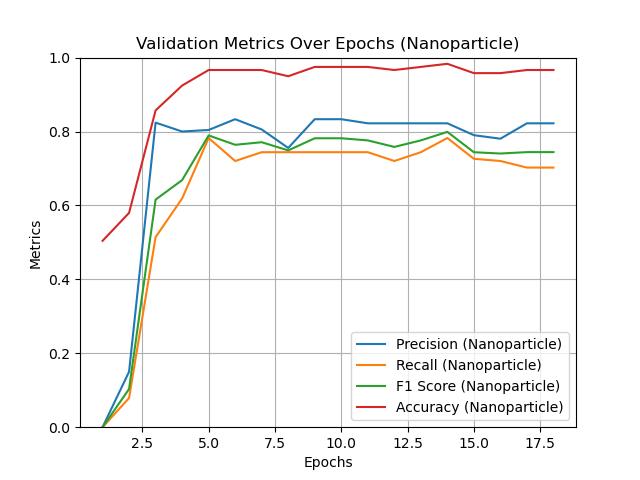 Validation Metrics Over Epochs (Nanoparticle)
Metrics
1.0
0.8
0.6
0.4
0.2
0.0
2.5 5.0 7.5 10.0 12.5 15.0 17.5
Epochs
Precision (Nanoparticle)
Recall (Nanoparticle)
F1 Score (Nanoparticle)
Accuracy (Nanoparticle)